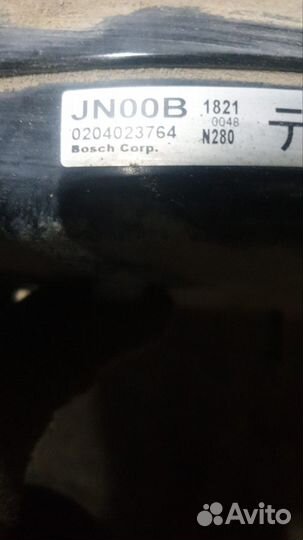 JN00B 1821
0048
0204023764 N280
Bosch Corp.
Avito